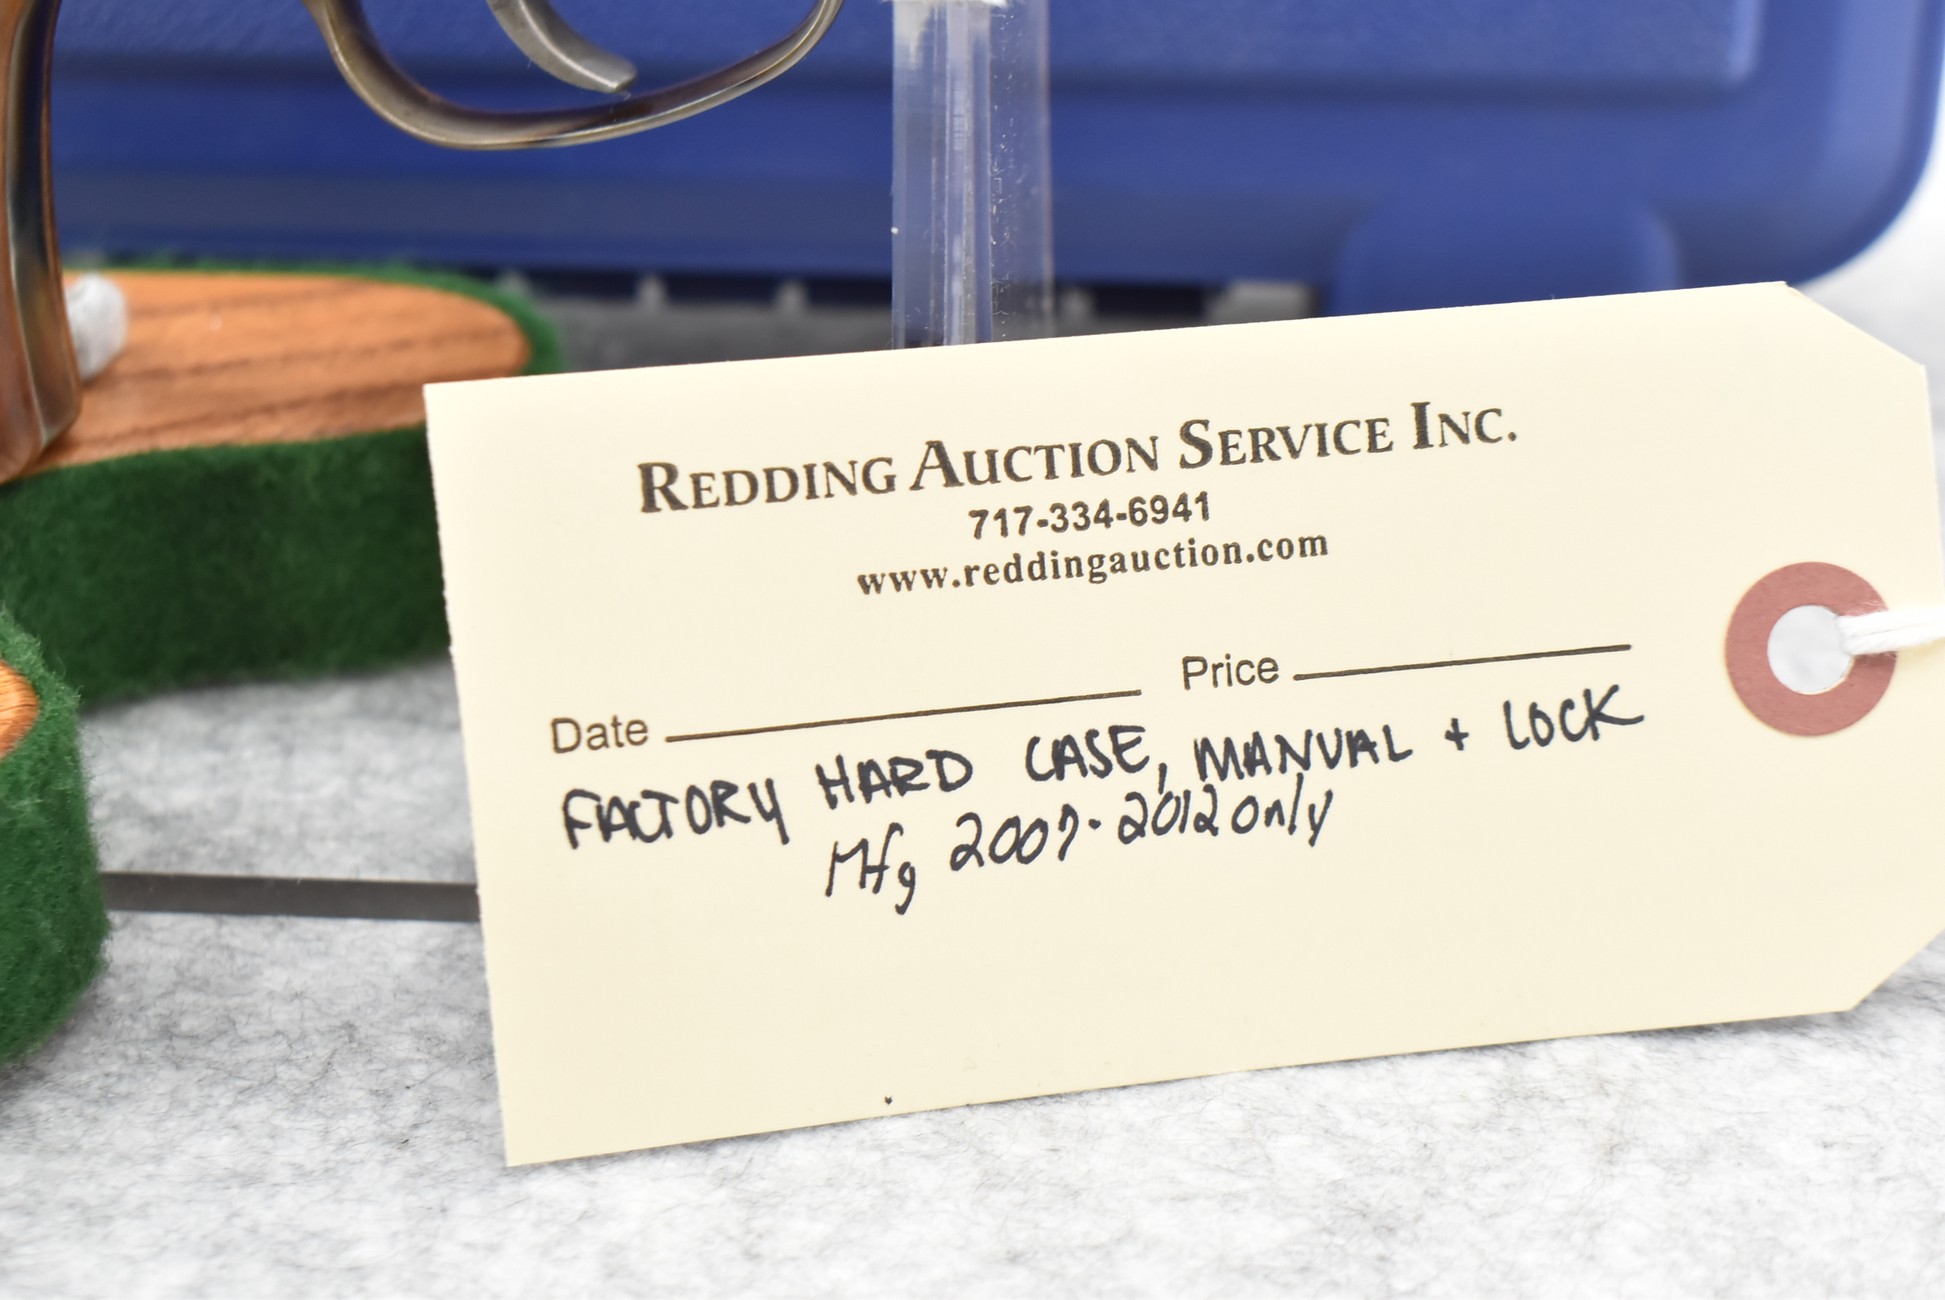 REDDING AUCTION SERVICE INC.
717-334-6941
www.reddingauction.com
Date Price
FACTORY HARD CASE, MANUAL + LOCK
Mfg 2007-2012 only